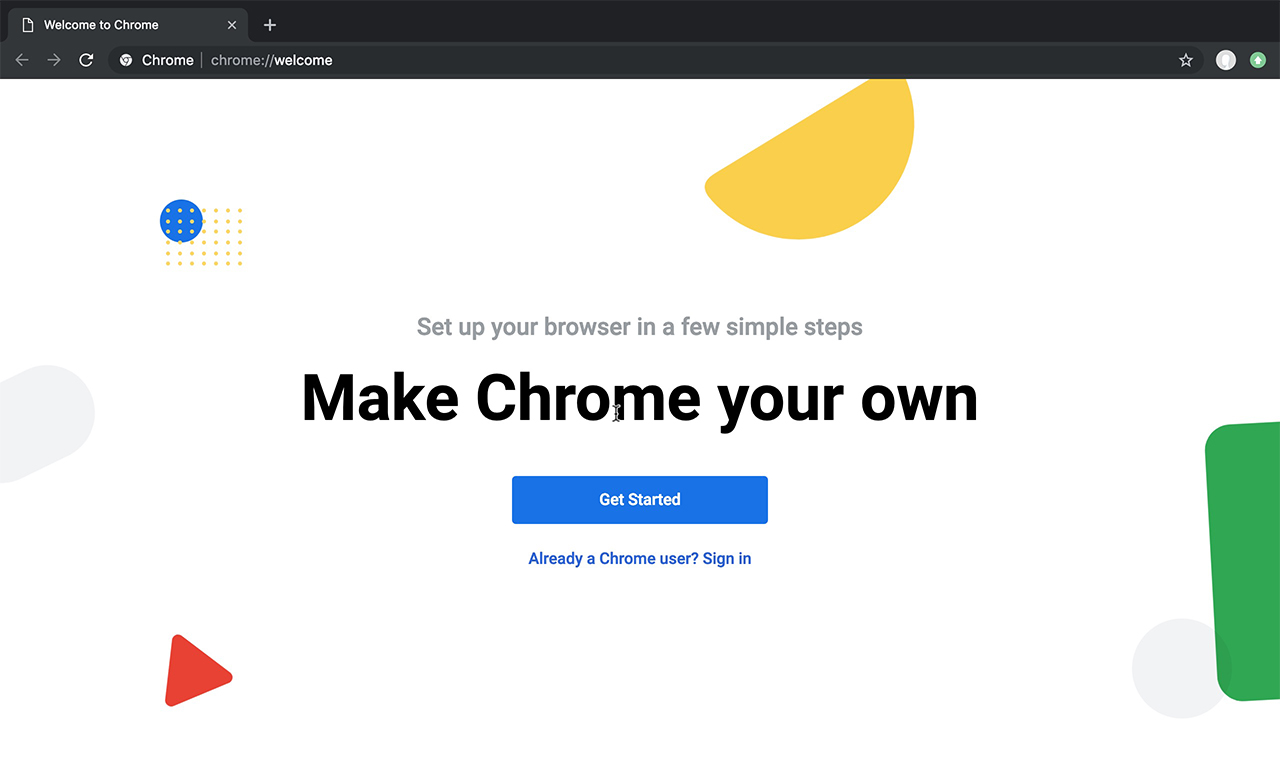 Welcome to Chrome
Chrome | chrome://welcome
Set up your browser in a few simple steps
Make Chrome your own
Get Started
Already a Chrome user? Sign in